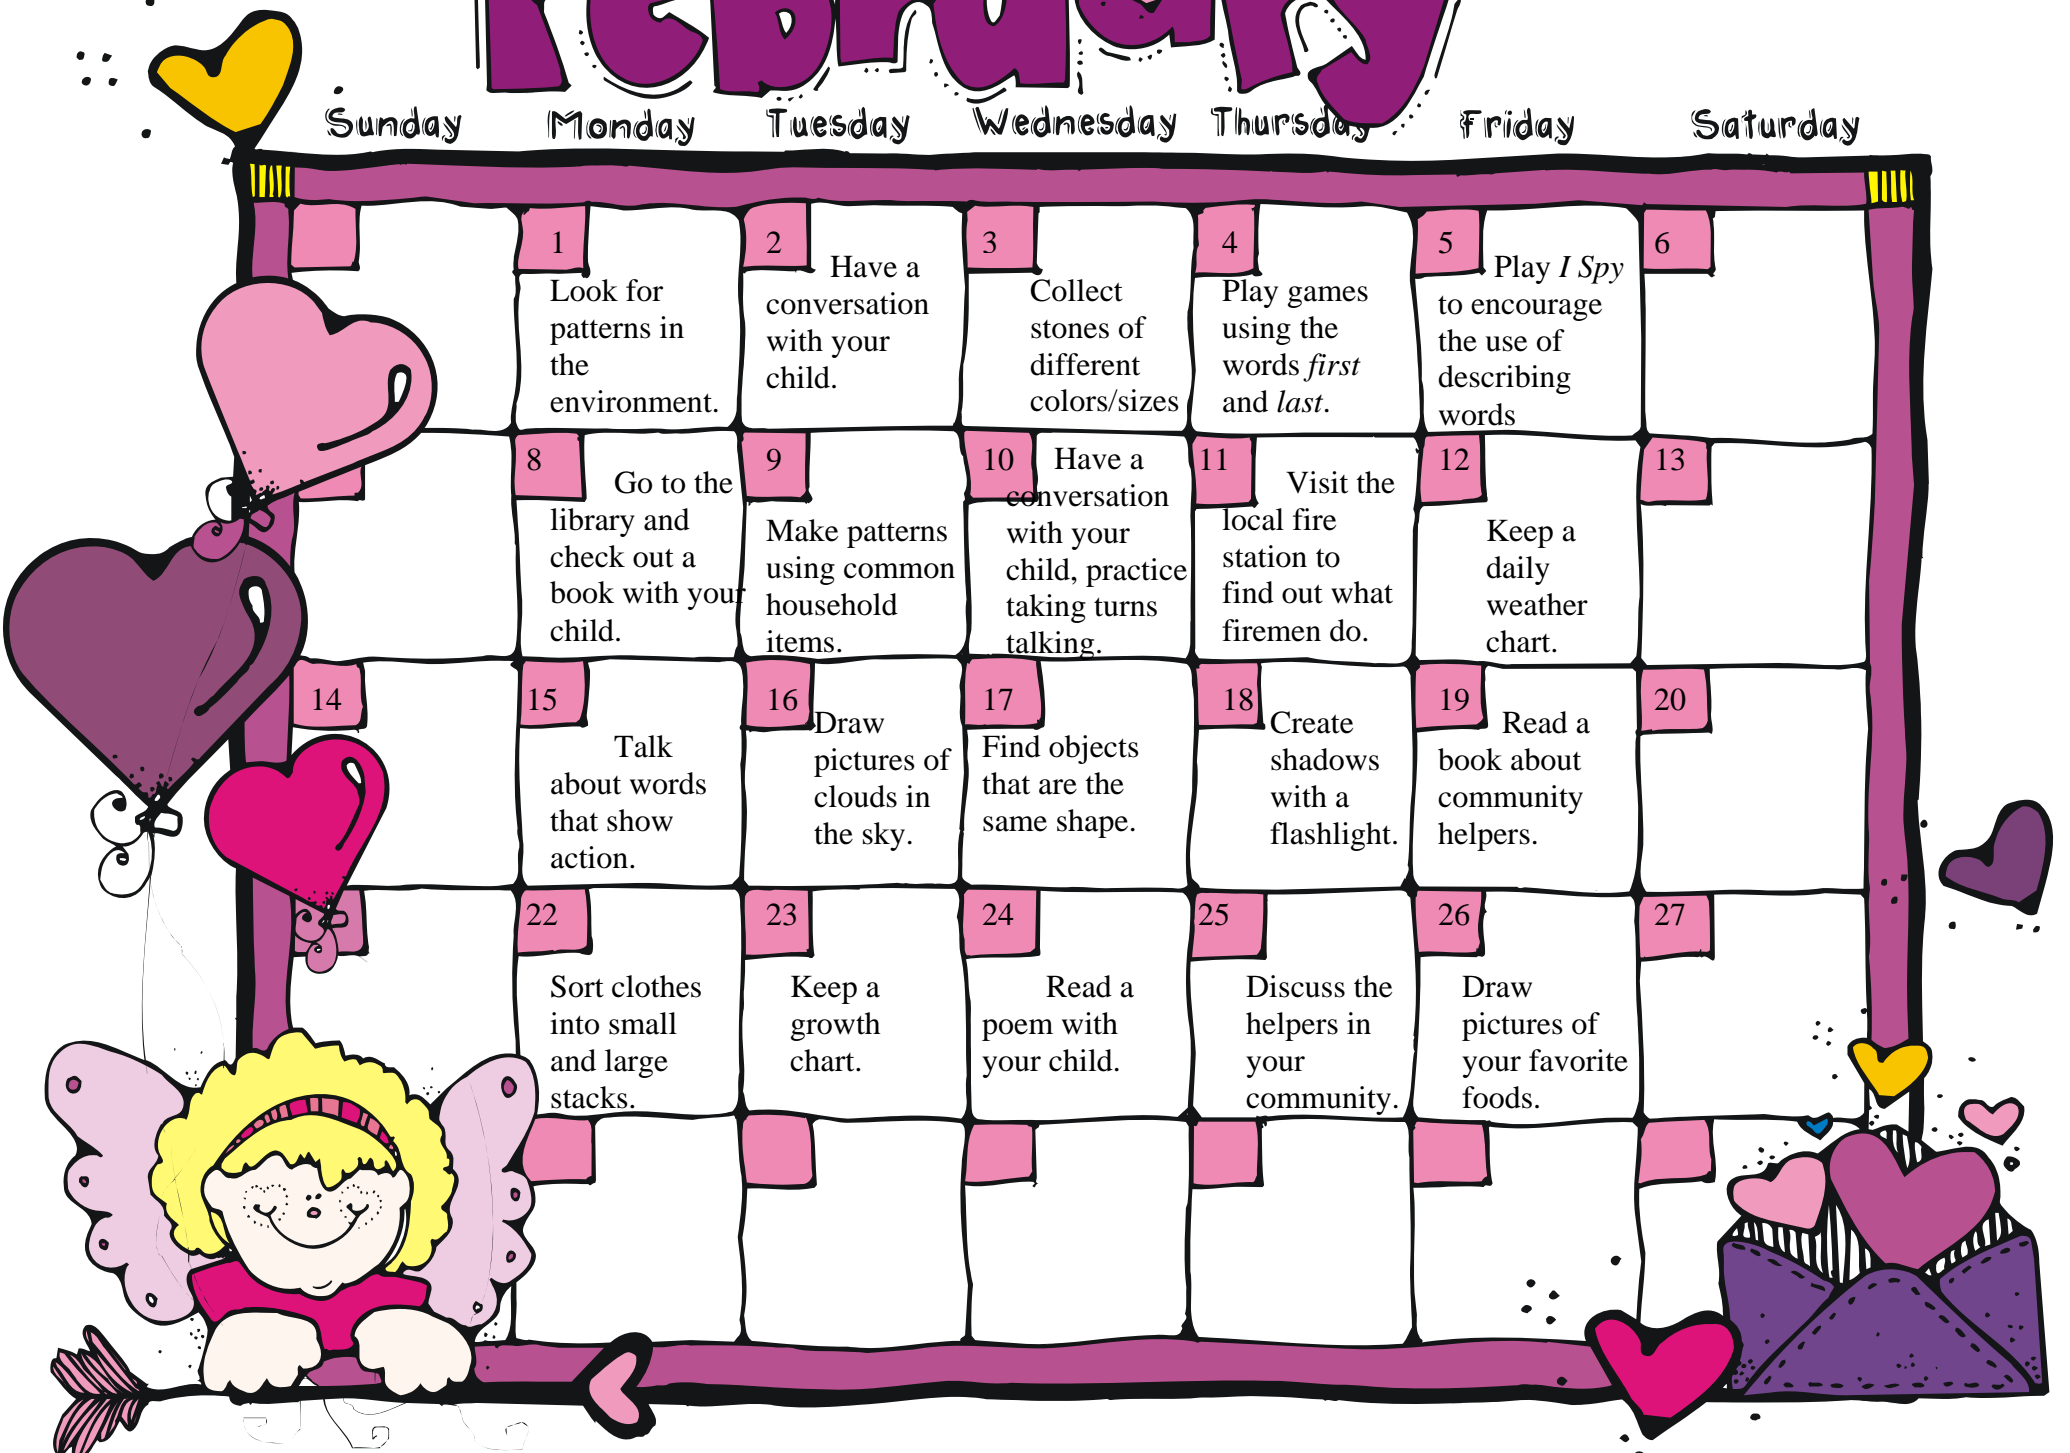 February
Sunday Monday Tuesday Wednesday Thursday Friday Saturday
1
Look for
patterns in
the
environment.
2
Have a
conversation
with your
child.
3
Collect
stones of
different
colors/sizes
4
Play games
using the
words first
and last.
5
Play I Spy
to encourage
the use of
describing
words
6
8
Go to the
library and
check out a
book with your
child.
9
Make patterns
using common
household
items.
10
Have a
conversation
with your
child, practice
taking turns
talking.
11
Visit the
local fire
station to
find out what
firemen do.
12
Keep a
daily
weather
chart.
13
14
15
Talk
about words
that show
action.
16
Draw
pictures of
clouds in
the sky.
17
Find objects
that are the
same shape.
18
Create
shadows
with a
flashlight.
19
Read a
book about
community
helpers.
20
22
Sort clothes
into small
and large
stacks.
23
Keep a
growth
chart.
24
Read a
poem with
your child.
25
Discuss the
helpers in
your
community.
26
Draw
pictures of
your favorite
foods.
27